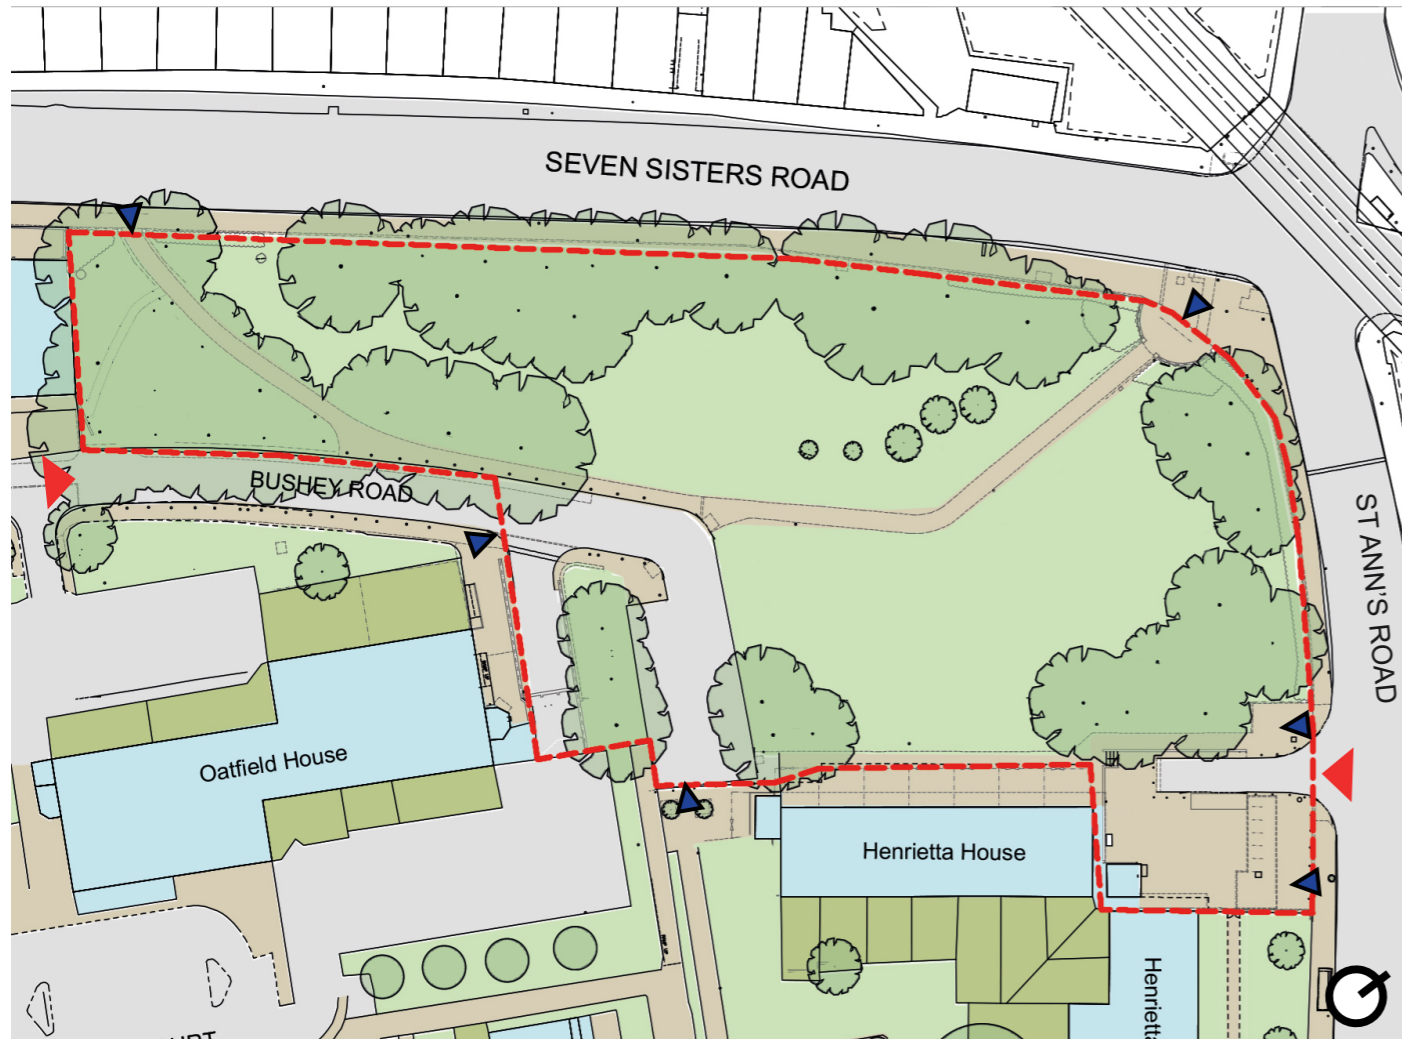 SEVEN SISTERS ROAD
BUSHEY ROAD
ST ANN'S ROAD
Oatfield House
Henrietta House
Henrietta